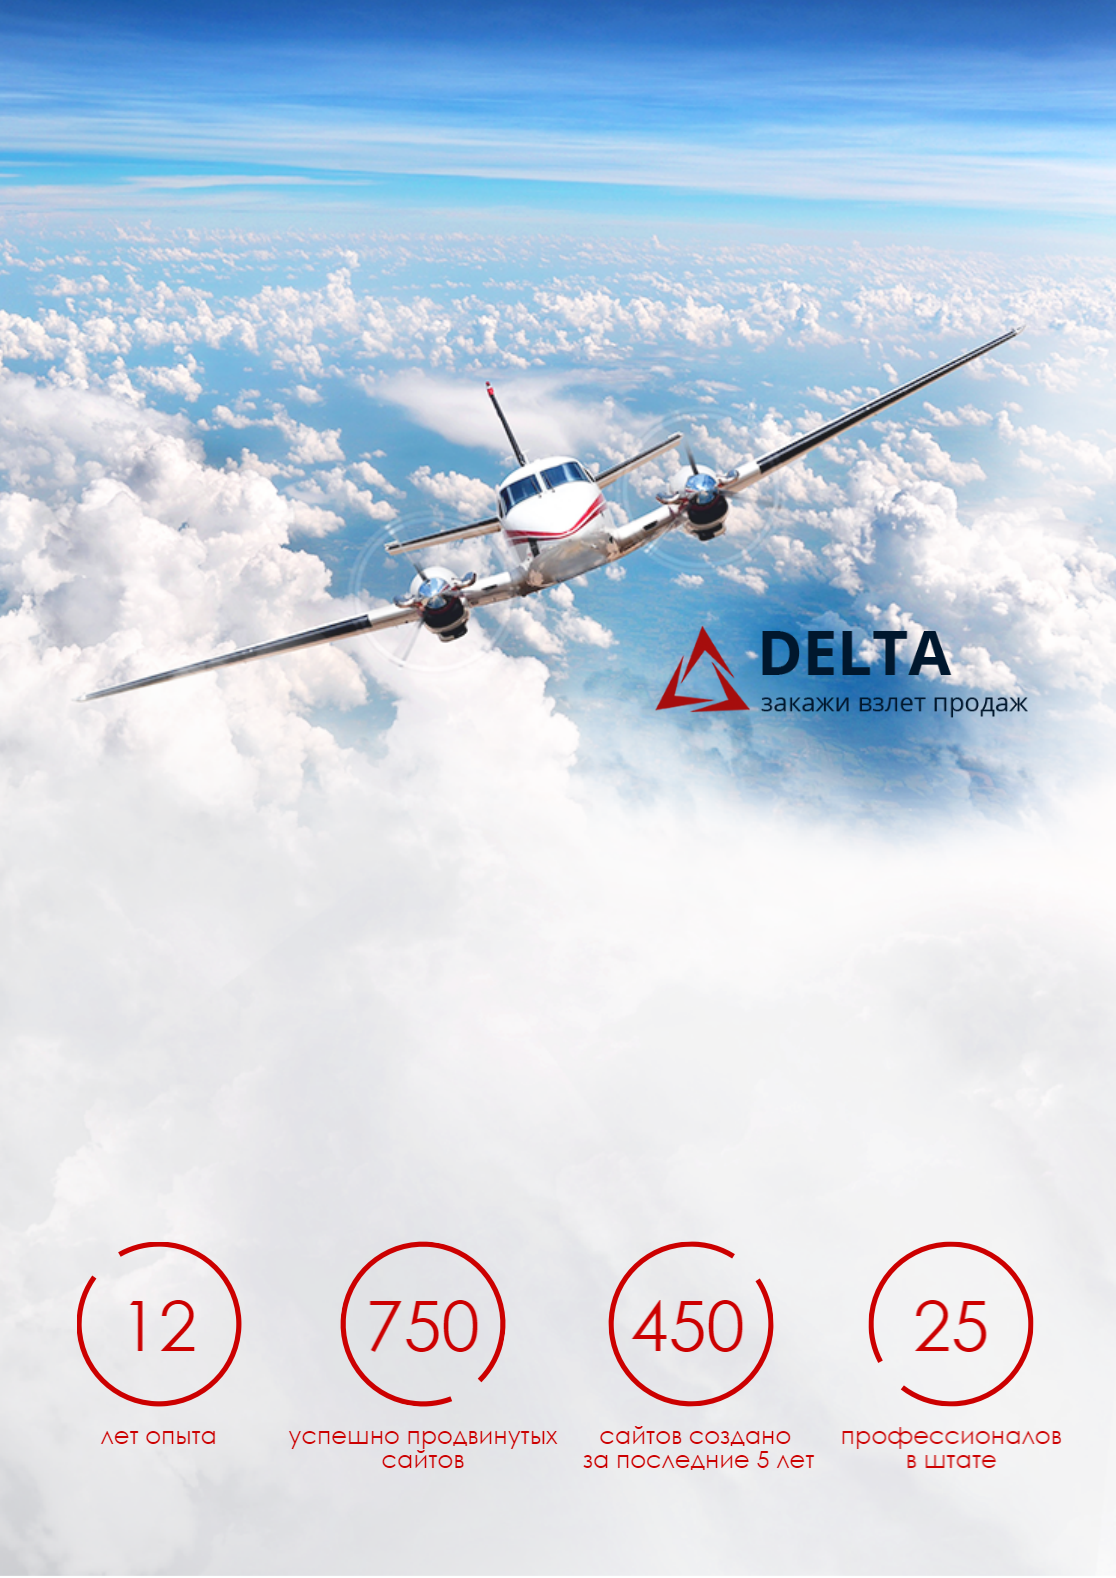 DELTA
закажи взлет продаж
12
лет опыта
750
успешно продвинутых
сайтов
450
сайтов создано
за последние 5 лет
25
профессионалов
в штате